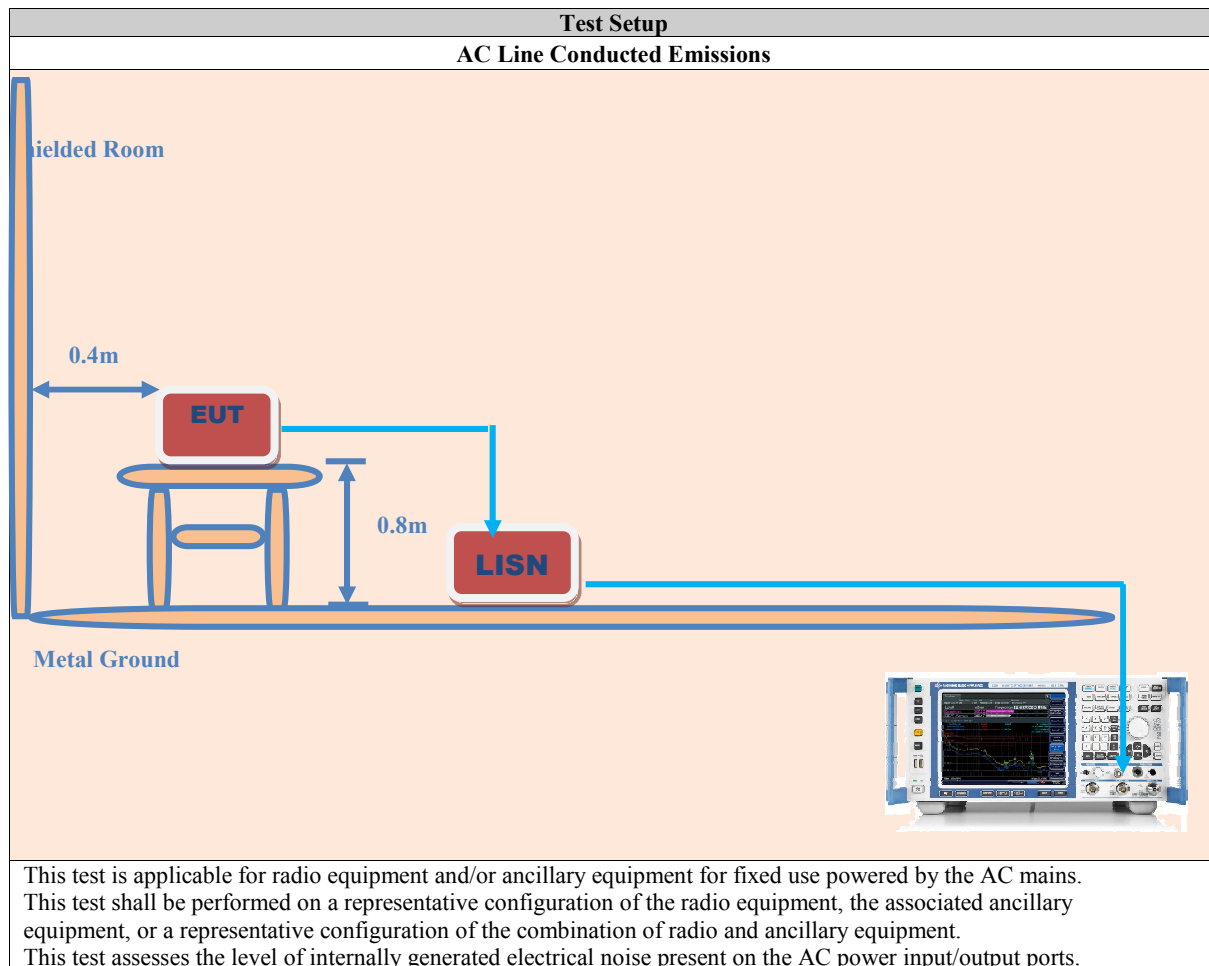 Test Setup
AC Line Conducted Emissions
hielded Room
0.4m
EUT
0.8m
LISN
Metal Ground
This test is applicable for radio equipment and/or ancillary equipment for fixed use powered by the AC mains.
This test shall be performed on a representative configuration of the radio equipment, the associated ancillary
equipment, or a representative configuration of the combination of radio and ancillary equipment.
This test assesses the level of internally generated electrical noise present on the AC power input/output ports.